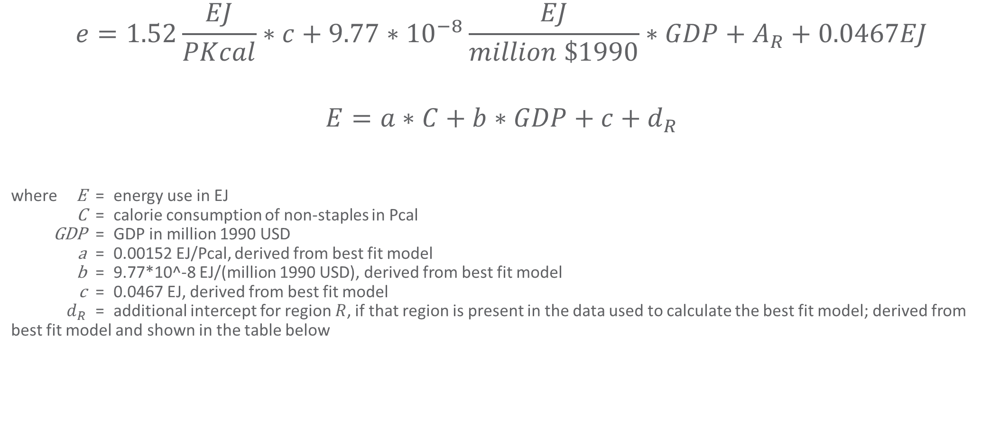 e = 1.52 EJ/PKcal * c + 9.77 * 10^−8 EJ/million $1990 * GDP + A_R + 0.0467EJ
E = a * C + b * GDP + c + d_R
where E = energy use in EJ
C = calorie consumption of non-staples in Pcal
GDP = GDP in million 1990 USD
a = 0.00152 EJ/Pcal, derived from best fit model
b = 9.77*10^-8 EJ/(million 1990 USD), derived from best fit model
c = 0.0467 EJ, derived from best fit model
d_R = additional intercept for region R, if that region is present in the data used to calculate the best fit model; derived from
best fit model and shown in the table below